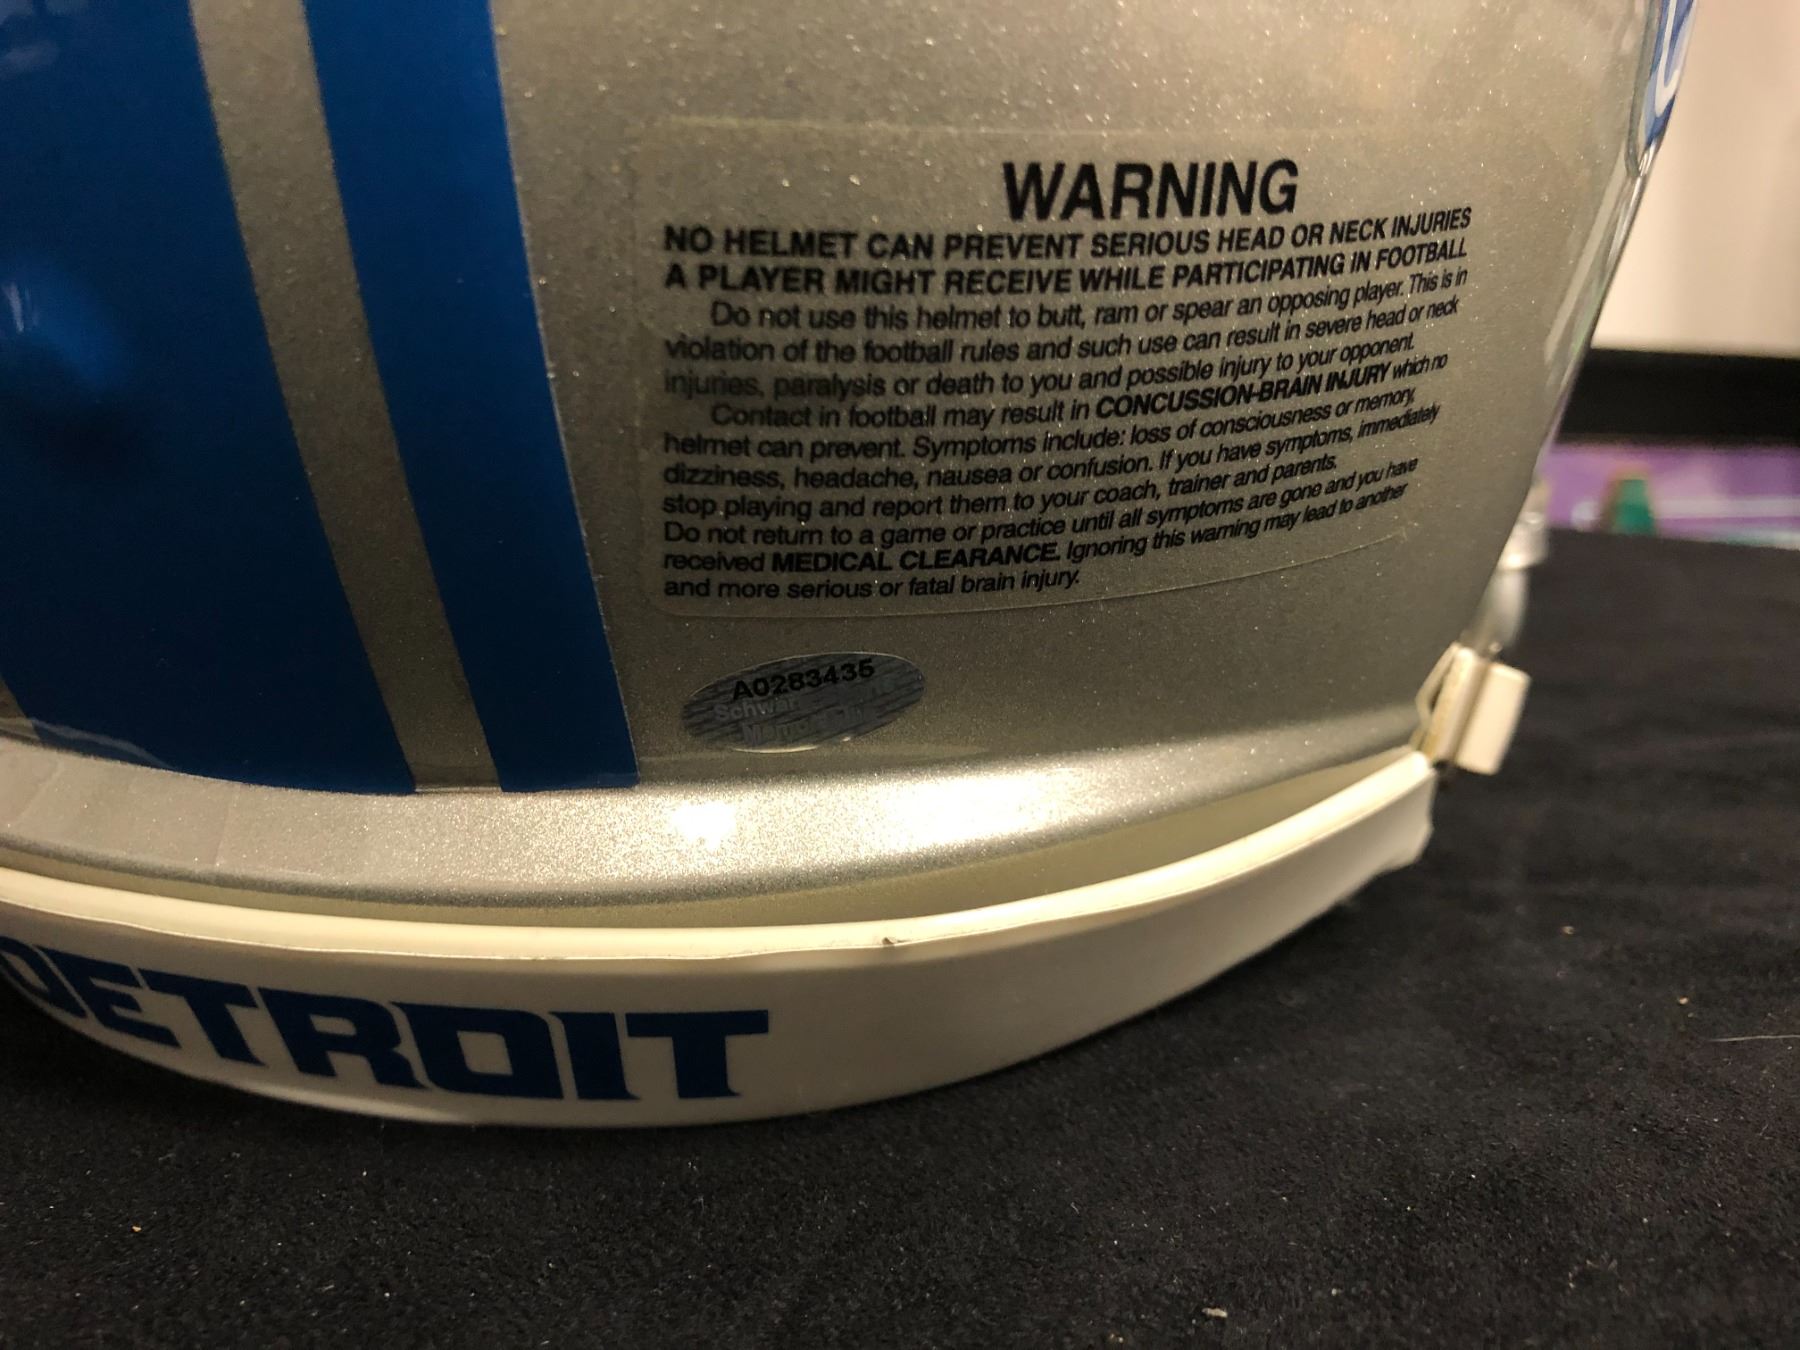 WARNING
NO HELMET CAN PREVENT SERIOUS HEAD OR NECK INJURIES
A PLAYER MIGHT RECEIVE WHILE PARTICIPATING IN FOOTBALL
Do not use this helmet to butt, ram or spear an opposing player. This is in
violation of the football rules and such use can result in severe head or neck
injuries, paralysis or death to you and possible injury to your opponent.
Contact in football may result in CONCUSSION-BRAIN INJURY which no
helmet can prevent. Symptoms include: loss of consciousness or memory,
dizziness, headache, nausea or confusion. If you have symptoms, immediately
stop playing and report them to your coach, trainer and parents.
Do not return to a game or practice until all symptoms are gone and you have
received MEDICAL CLEARANCE. Ignoring this warning may lead to another
and more serious or fatal brain injury.
A0283435
DETROIT